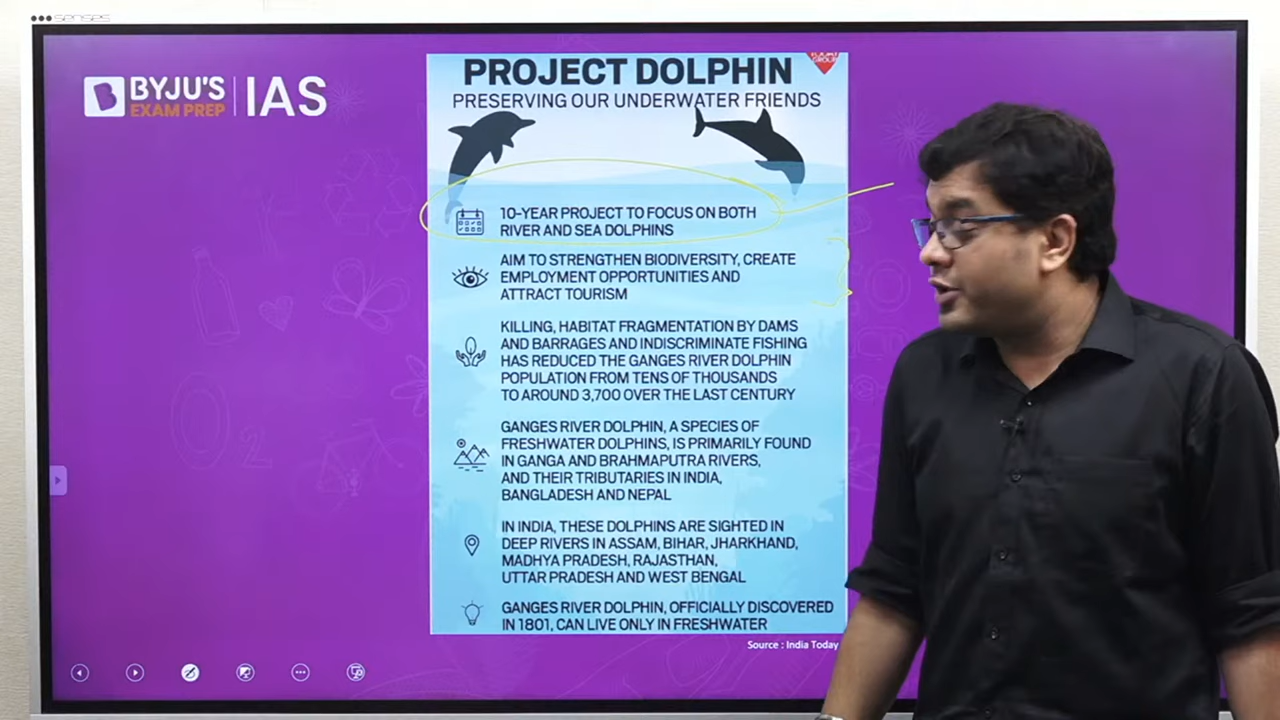 senses
BYJU'S
EXAM PREP
IAS
TODAY
GROUP
PROJECT DOLPHIN
PRESERVING OUR UNDERWATER FRIENDS
10-YEAR PROJECT TO FOCUS ON BOTH
RIVER AND SEA DOLPHINS
AIM TO STRENGTHEN BIODIVERSITY, CREATE
EMPLOYMENT OPPORTUNITIES AND
ATTRACT TOURISM
KILLING, HABITAT FRAGMENTATION BY DAMS
AND BARRAGES AND INDISCRIMINATE FISHING
HAS REDUCED THE GANGES RIVER DOLPHIN
POPULATION FROM TENS OF THOUSANDS
TO AROUND 3,700 OVER THE LAST CENTURY
GANGES RIVER DOLPHIN, A SPECIES OF
FRESHWATER DOLPHINS, IS PRIMARILY FOUND
IN GANGA AND BRAHMAPUTRA RIVERS,
AND THEIR TRIBUTARIES IN INDIA,
BANGLADESH AND NEPAL
IN INDIA, THESE DOLPHINS ARE SIGHTED IN
DEEP RIVERS IN ASSAM, BIHAR, JHARKHAND,
MADHYA PRADESH, RAJASTHAN,
UTTAR PRADESH AND WEST BENGAL
GANGES RIVER DOLPHIN, OFFICIALLY DISCOVERED
IN 1801, CAN LIVE ONLY IN FRESHWATER
Source : India Today